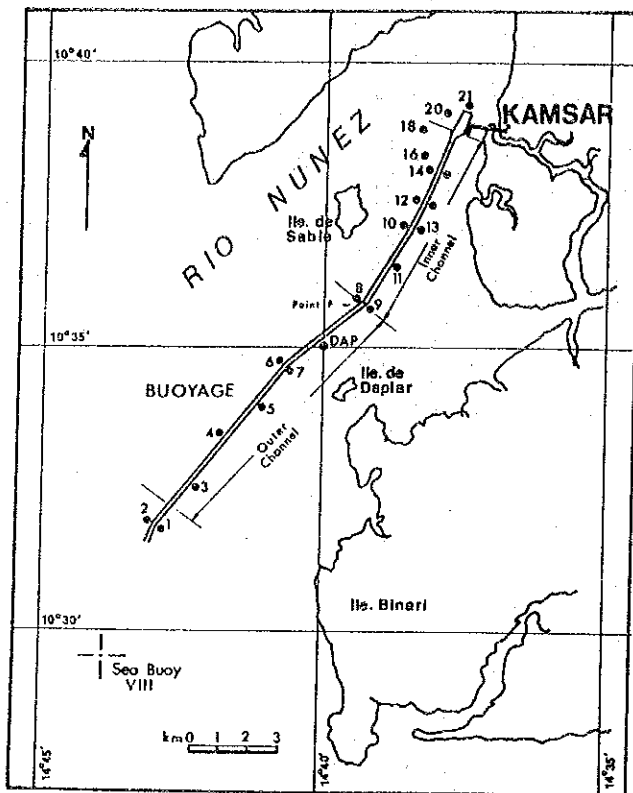 10°40'
N
RIO NUNEZ
20
21
KAMSAR
18
16
14
12
10
13
Ile. de
Sable
11
Inner
Channel
8
Point P
9
10°35'
DAP
6
7
Ile. de
Daplar
BUOYAGE
5
4
Outer
Channel
3
2
1
Ile. Binari
10°30'
Sea Buoy
VIII
km 0 1 2 3
14°45'
14°40'
14°35'